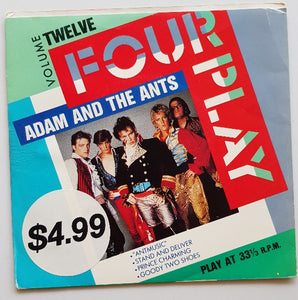 VOLUME TWELVE
FOUR PLAY
ADAM AND THE ANTS
$4.99
• "ANTMUSIC"
• STAND AND DELIVER
• PRINCE CHARMING
• GOODY TWO SHOES
PLAY AT 33⅓ R.P.M.